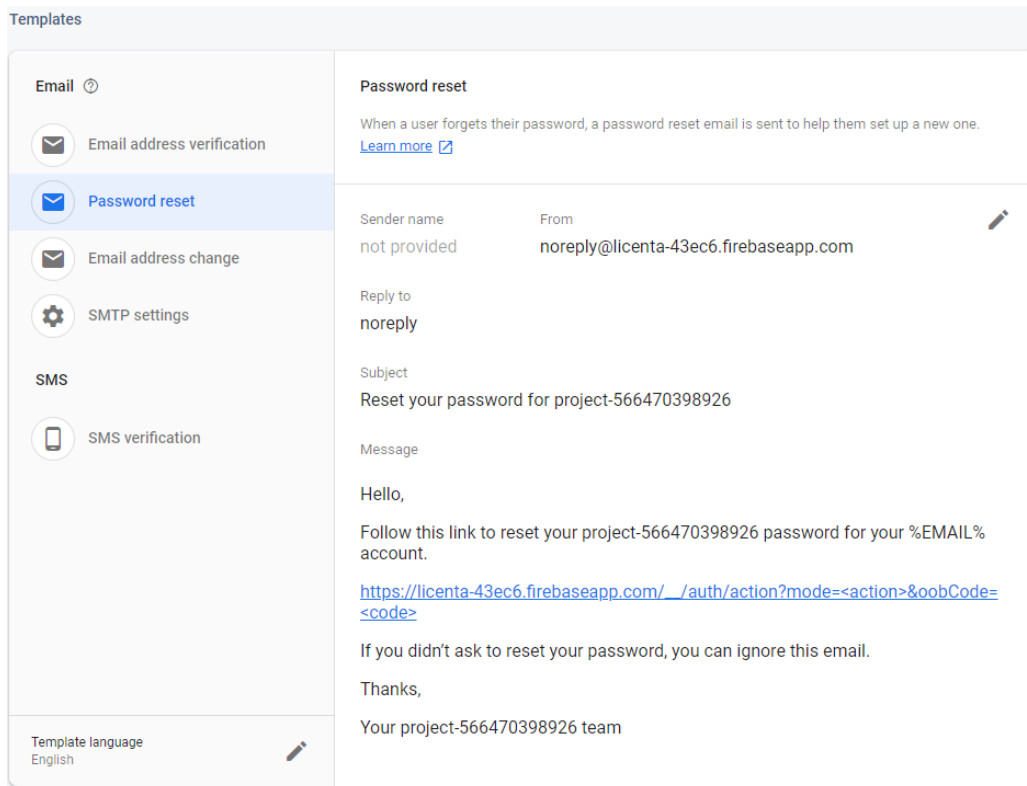 Templates
Email
Email address verification
Password reset
Email address change
SMTP settings
SMS
SMS verification
Template language
English
Password reset
When a user forgets their password, a password reset email is sent to help them set up a new one.
Learn more
Sender name
not provided
From
noreply@licenta-43ec6.firebaseapp.com
Reply to
noreply
Subject
Reset your password for project-566470398926
Message
Hello,
Follow this link to reset your project-566470398926 password for your %EMAIL%
account.
https://licenta-43ec6.firebaseapp.com/__/auth/action?mode=<action>&oobCode=
<code>
If you didn’t ask to reset your password, you can ignore this email.
Thanks,
Your project-566470398926 team